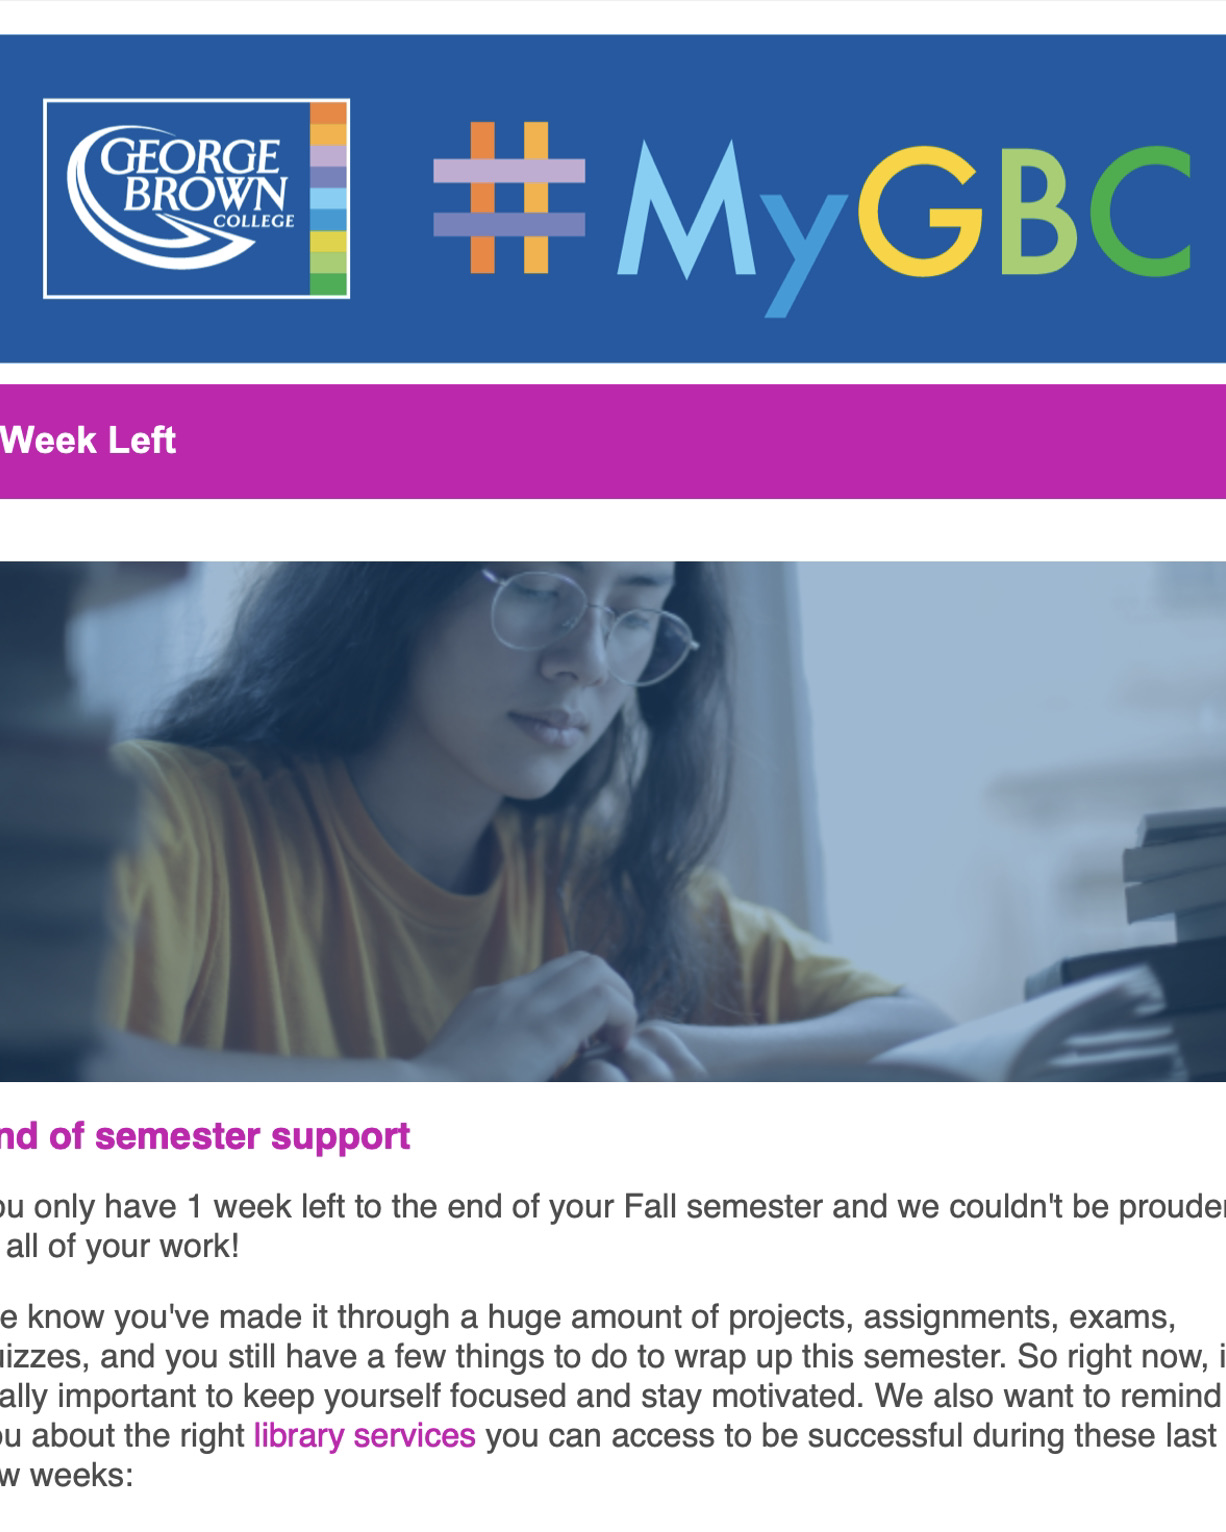 GEORGE
BROWN
COLLEGE
#MyGBC
Week Left
nd of semester support
ou only have 1 week left to the end of your Fall semester and we couldn't be prouder
all of your work!
e know you've made it through a huge amount of projects, assignments, exams,
uizzes, and you still have a few things to do to wrap up this semester. So right now, i
ally important to keep yourself focused and stay motivated. We also want to remind
ou about the right library services you can access to be successful during these last
w weeks: